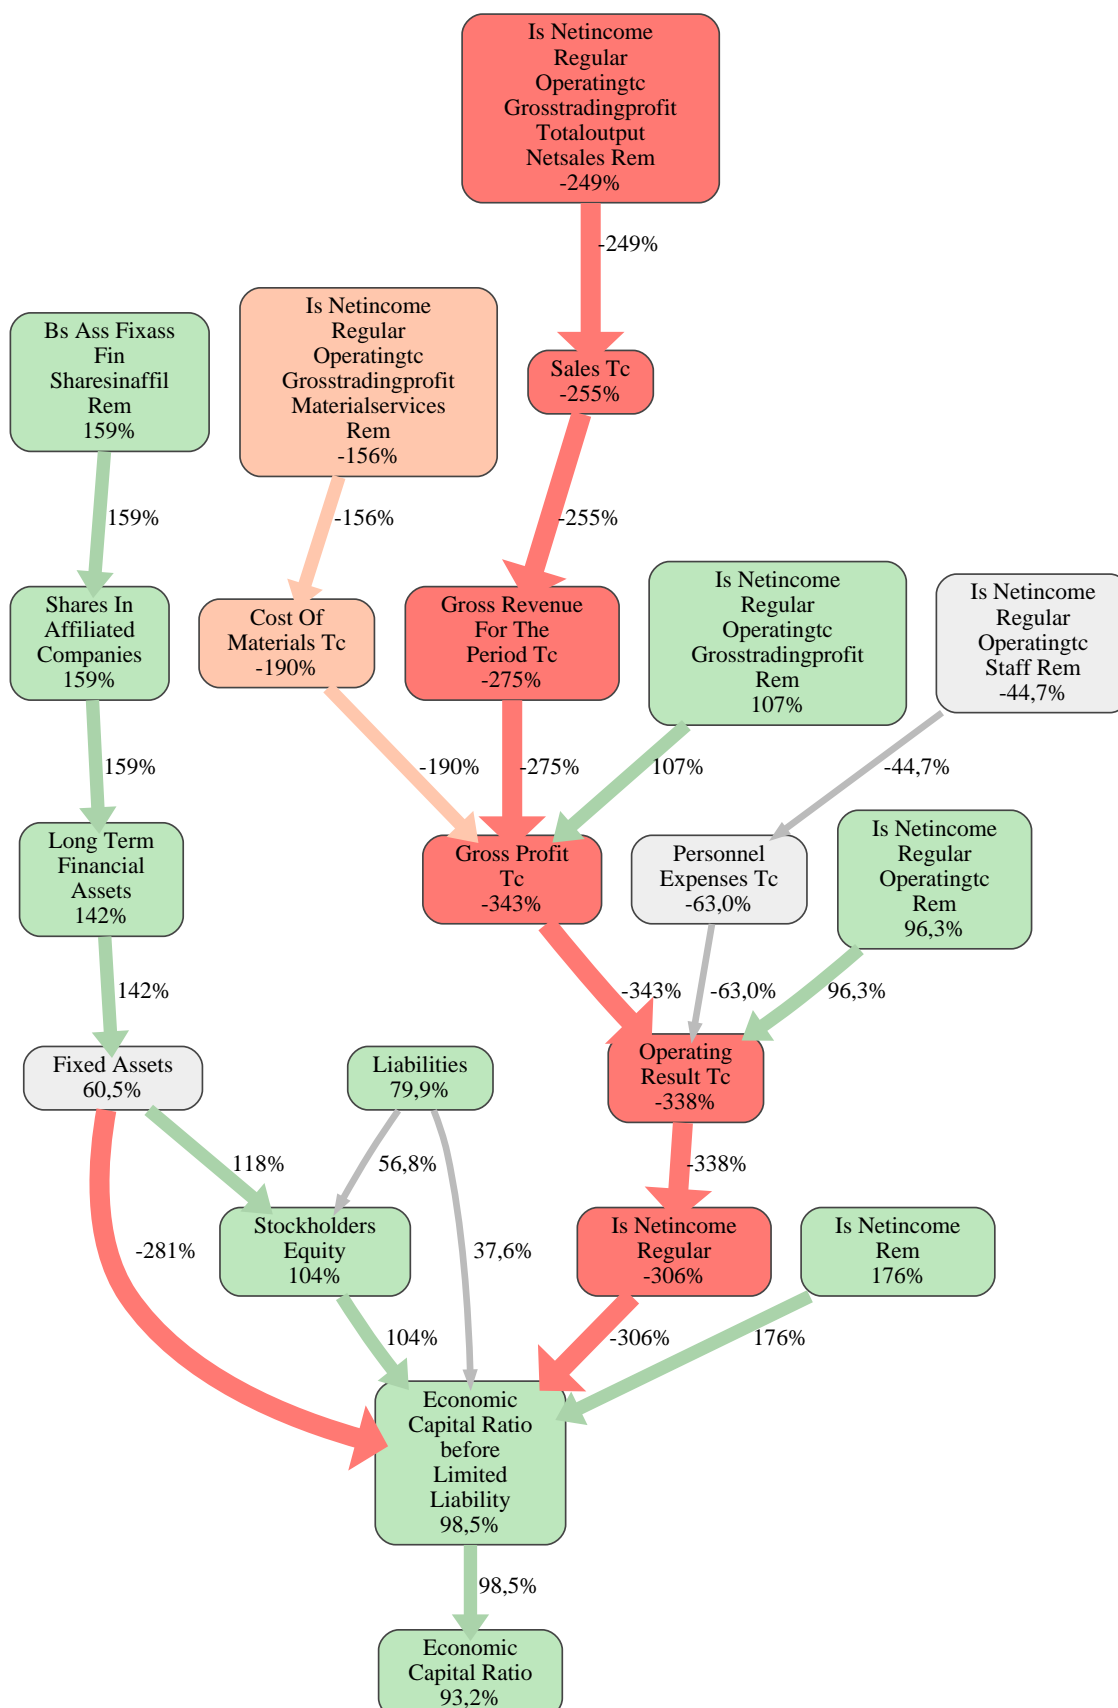 Is Netincome
Regular
Operatingtc
Grosstradingprofit
Totaloutput
Netsales Rem
-249%
-249%
Bs Ass Fixass
Fin
Sharesinaffil
Rem
159%
Is Netincome
Regular
Operatingtc
Grosstradingprofit
Materialservices
Rem
-156%
Sales Tc
-255%
159%
-156%
-255%
Shares In
Affiliated
Companies
159%
Cost Of
Materials Tc
-190%
Gross Revenue
For The
Period Tc
-275%
Is Netincome
Regular
Operatingtc
Grosstradingprofit
Rem
107%
Is Netincome
Regular
Operatingtc
Staff Rem
-44,7%
159%
-190%
-275%
107%
-44,7%
Long Term
Financial
Assets
142%
Gross Profit
Tc
-343%
Personnel
Expenses Tc
-63,0%
Is Netincome
Regular
Operatingtc
Rem
96,3%
142%
-343%
-63,0%
96,3%
Fixed Assets
60,5%
Liabilities
79,9%
Operating
Result Tc
-338%
118%
56,8%
-338%
Stockholders
Equity
104%
-281%
37,6%
Is Netincome
Regular
-306%
Is Netincome
Rem
176%
104%
-306%
176%
Economic
Capital Ratio
before
Limited
Liability
98,5%
98,5%
Economic
Capital Ratio
93,2%